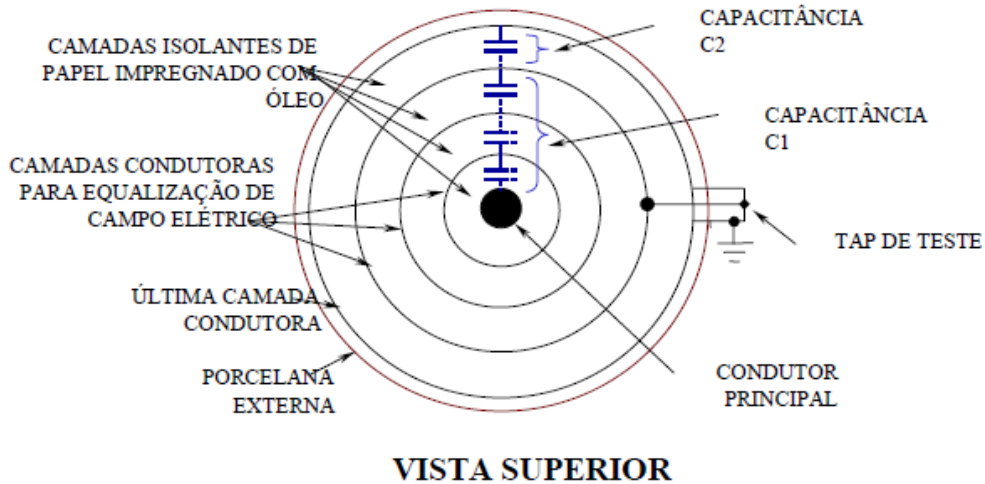 CAMADAS ISOLANTES DE
PAPEL IMPREGNADO COM
ÓLEO
CAMADAS CONDUTORAS
PARA EQUALIZAÇÃO DE
CAMPO ELÉTRICO
ÚLTIMA CAMADA
CONDUTORA
PORCELANA
EXTERNA
CAPACITÂNCIA
C2
CAPACITÂNCIA
C1
TAP DE TESTE
CONDUTOR
PRINCIPAL
VISTA SUPERIOR